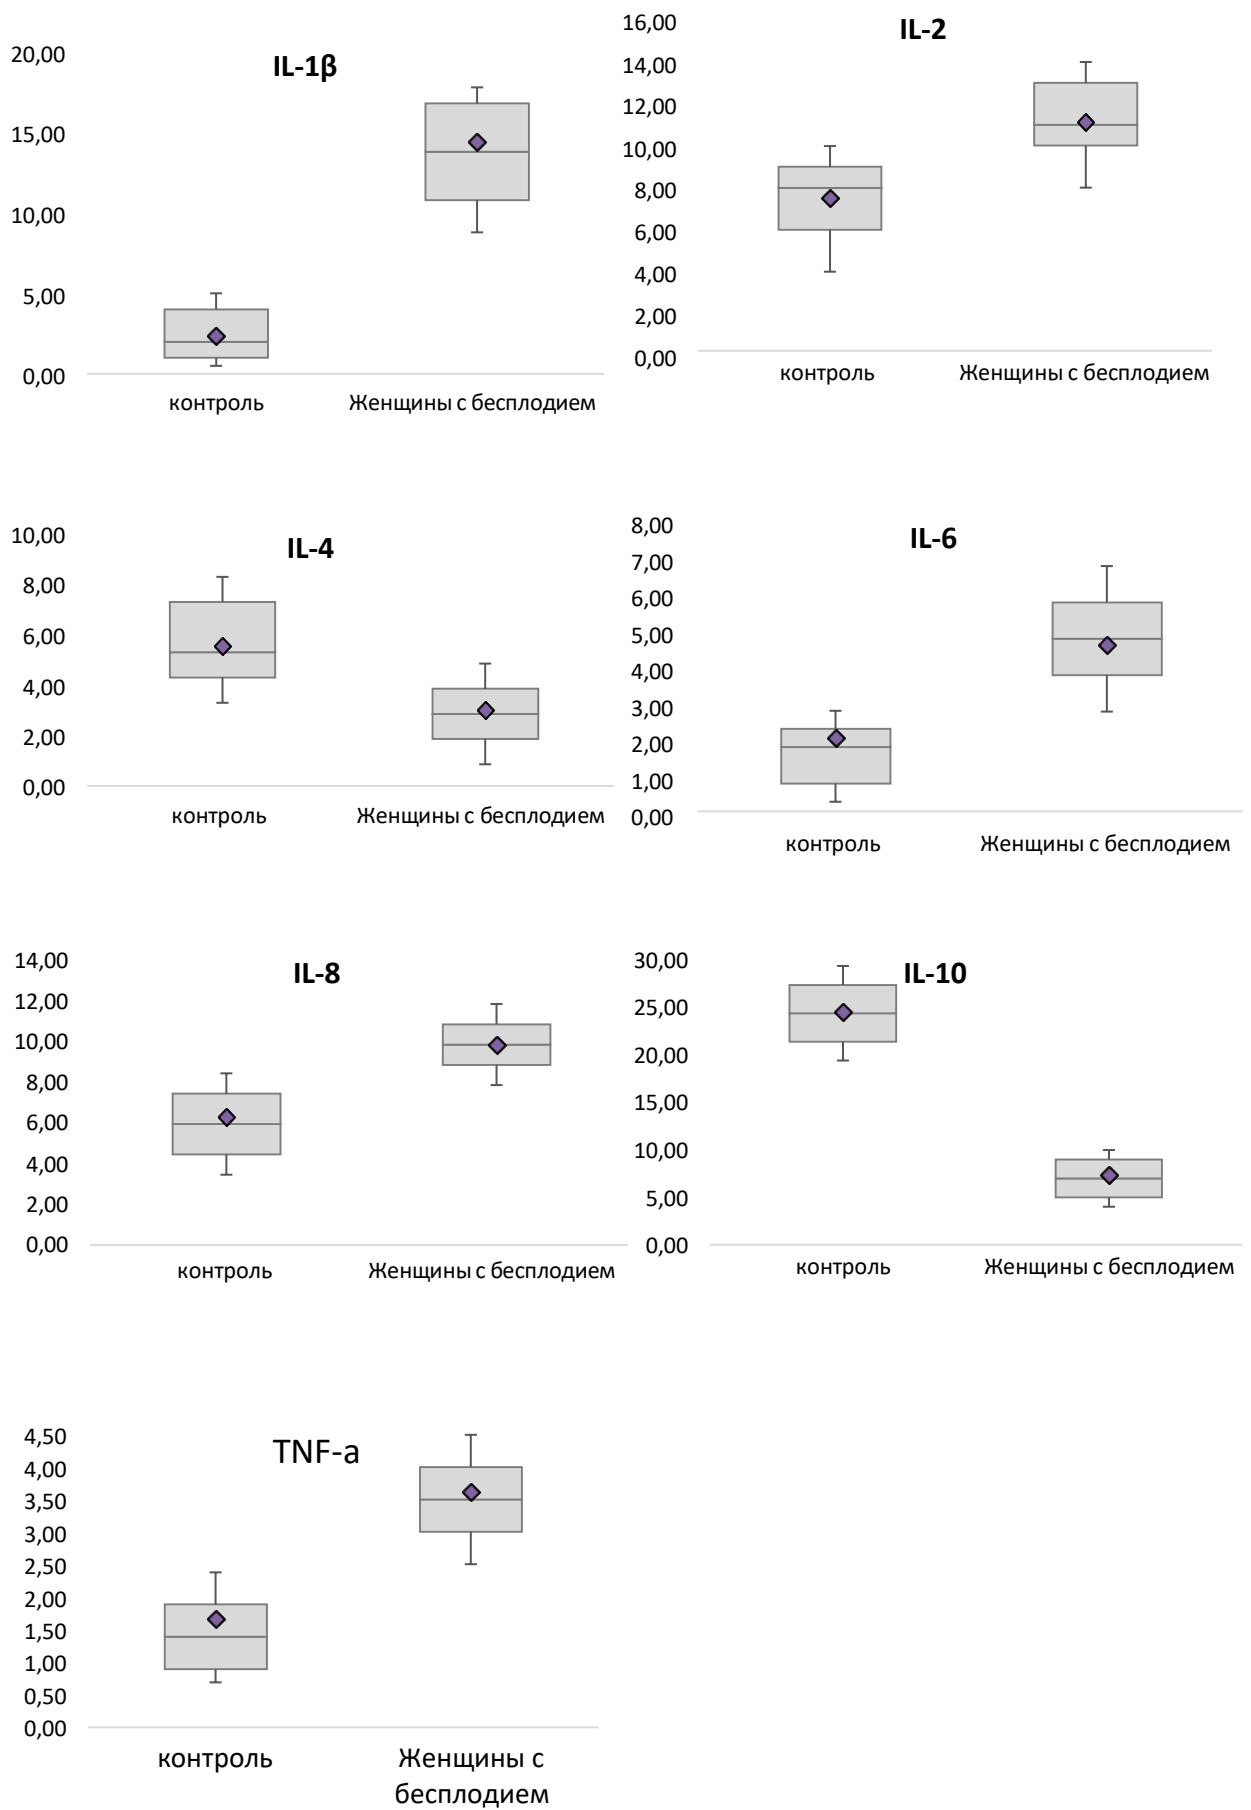 IL-1β
20,00
15,00
10,00
5,00
0,00
контроль
Женщины с бесплодием
IL-2
16,00
14,00
12,00
10,00
8,00
6,00
4,00
2,00
0,00
контроль
Женщины с бесплодием
IL-4
10,00
8,00
6,00
4,00
2,00
0,00
контроль
Женщины с бесплодием
IL-6
8,00
7,00
6,00
5,00
4,00
3,00
2,00
1,00
0,00
контроль
Женщины с бесплодием
IL-8
14,00
12,00
10,00
8,00
6,00
4,00
2,00
0,00
контроль
Женщины с бесплодием
IL-10
30,00
25,00
20,00
15,00
10,00
5,00
0,00
контроль
Женщины с бесплодием
TNF-a
4,50
4,00
3,50
3,00
2,50
2,00
1,50
1,00
0,50
0,00
контроль
Женщины с
бесплодием